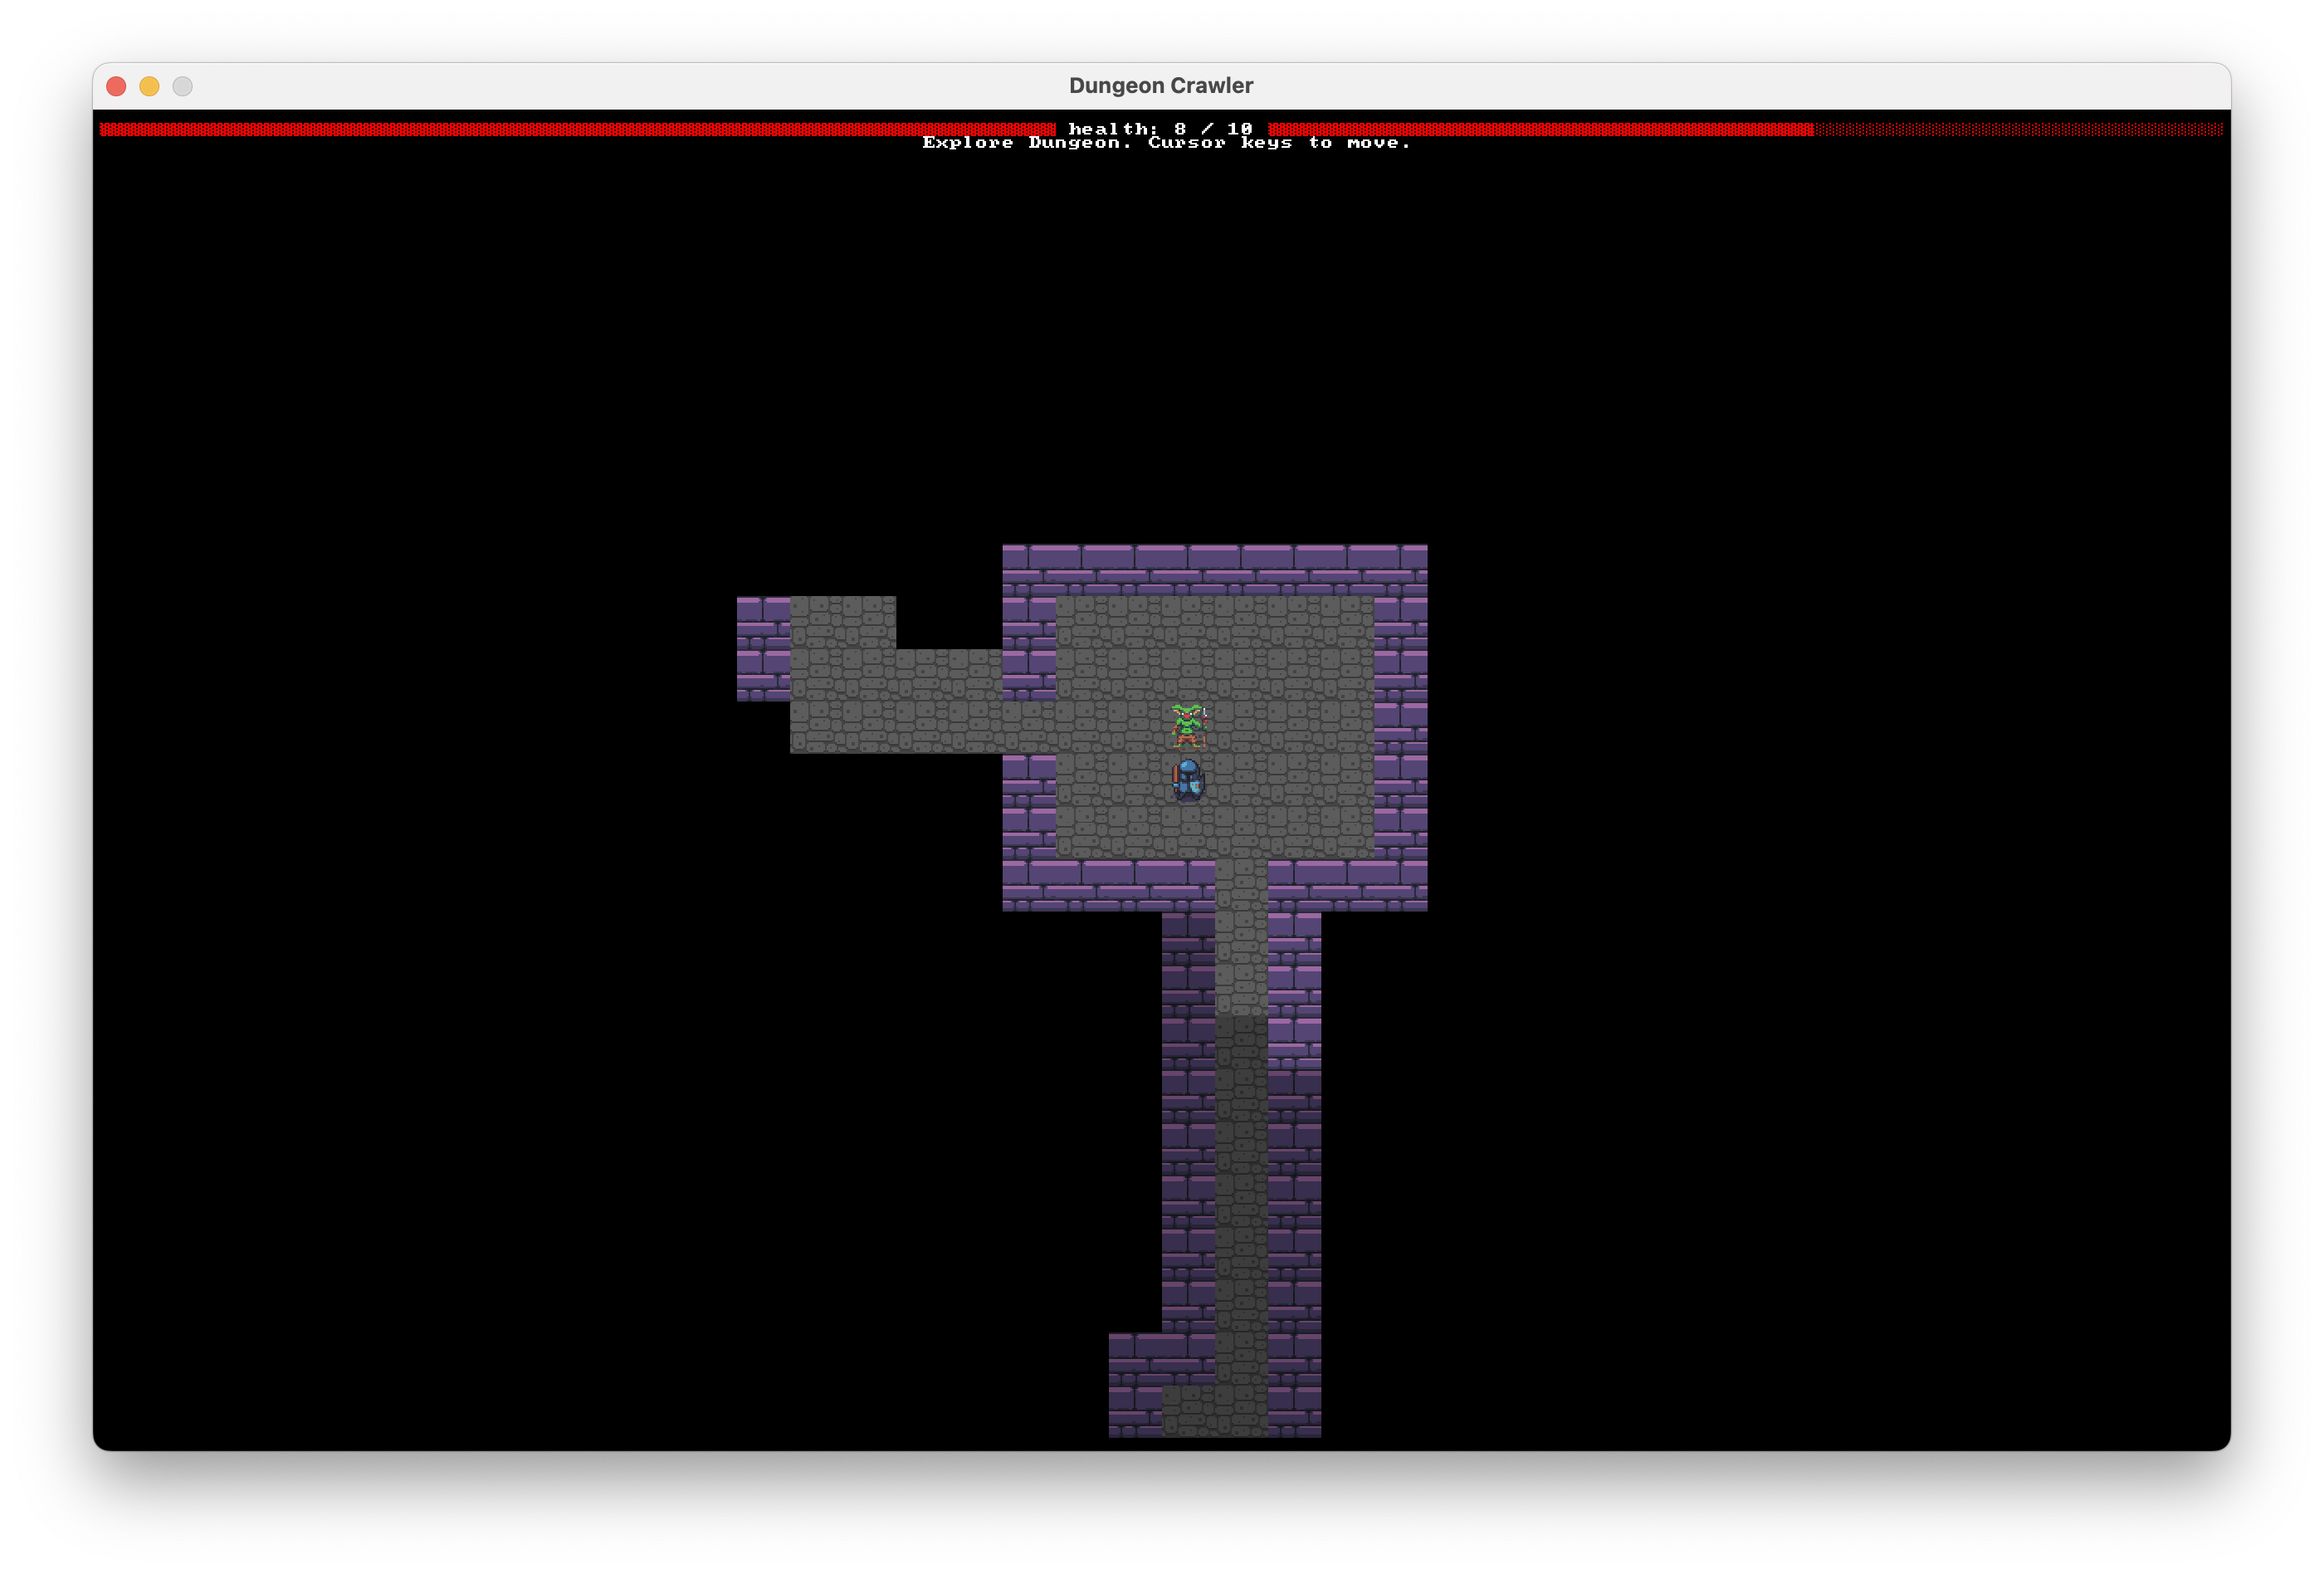 Dungeon Crawler
health: 8 / 10
Explore Dungeon. Cursor keys to move.